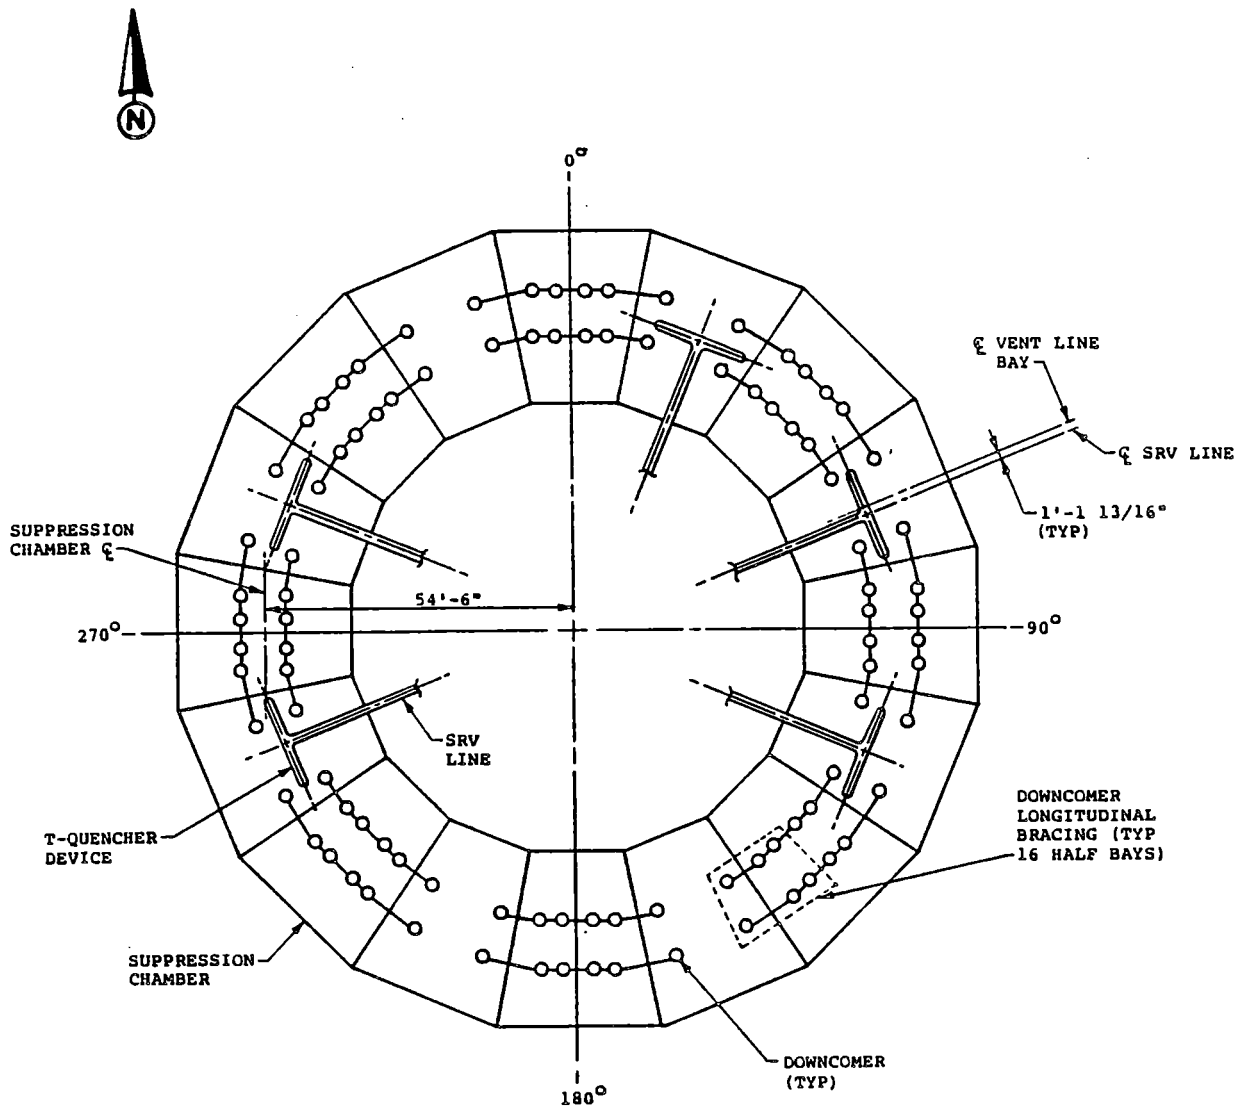 N
0°
℄ VENT LINE
BAY
℄ SRV LINE
1'-1 13/16"
(TYP)
SUPPRESSION
CHAMBER ℄
54'-6"
270°
90°
SRV
LINE
T-QUENCHER
DEVICE
DOWNCOMER
LONGITUDINAL
BRACING (TYP
16 HALF BAYS)
SUPPRESSION
CHAMBER
DOWNCOMER
(TYP)
180°